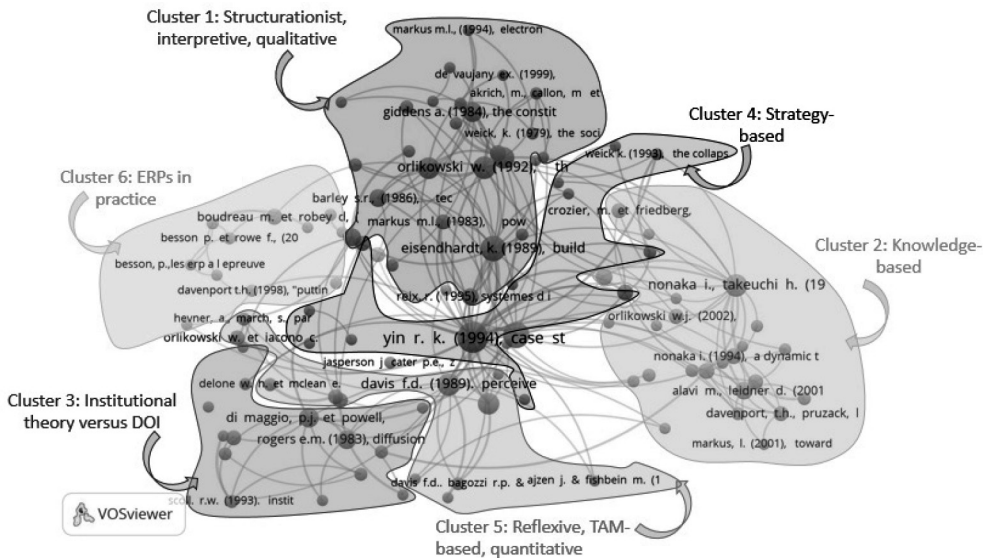 Cluster 1: Structurationist,
interpretive, qualitative
markus m.l., (1994), electron
de vaujany ex. (1999),
akrich, m., callon, m et
giddens a. (1984), the constit
weick, k. (1979), the soci
Cluster 4: Strategy-
based
weick k. (1993), the collaps
orlikowski w. (1992), th
Cluster 6: ERPs in
practice
barley s.r., (1986), tec
boudreau m. et robey d,
markus m.l., (1983), pow
crozier, m. et friedberg,
besson p. et rowe f., (20
eisendhardt, k. (1989), build
Cluster 2: Knowledge-
based
besson, p.,les erp a l epreuve
nonaka i., takeuchi h. (19
davenport t.h., (1998), "puttin
reix, r. (1995), systèmes d i
orlikowski w.j. (2002),
hevner, a., march, s., par
orlikowski w. et iacono c.
yin r. k. (1994), case st
nonaka i. (1994), a dynamic t
jasperson j cater p.e., z
delone w. h. et mclean e.
davis f.d. (1989). perceive
alavi m., leidner d. (2001
Cluster 3: Institutional
theory versus DOI
di maggio, p.j. et powell,
davenport, t.h., pruzack, l
rogers e.m. (1983), diffusion
markus, l. (2001), toward
davis f.d.. bagozzi r.p. &
ajzen j. & fishbein m. (1
scott. r.w. (1993). instit
VOSviewer
Cluster 5: Reflexive, TAM-
based, quantitative